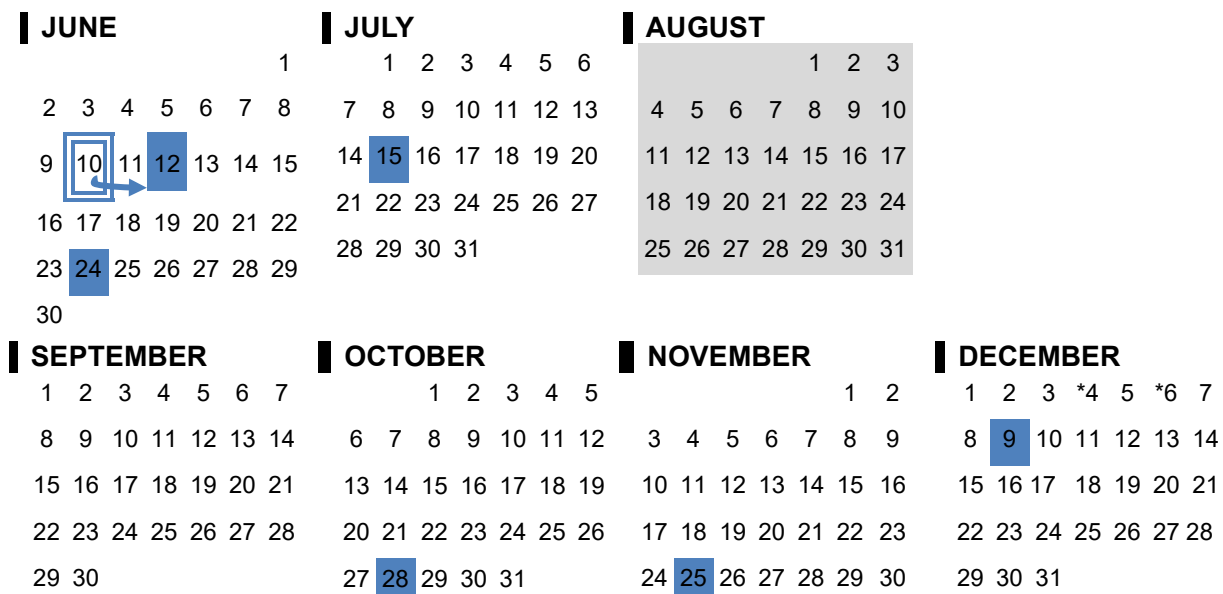 JUNE
1
2 3 4 5 6 7 8
9 10 11 12 13 14 15
16 17 18 19 20 21 22
23 24 25 26 27 28 29
30
JULY
1 2 3 4 5 6
7 8 9 10 11 12 13
14 15 16 17 18 19 20
21 22 23 24 25 26 27
28 29 30 31
AUGUST
1 2 3
4 5 6 7 8 9 10
11 12 13 14 15 16 17
18 19 20 21 22 23 24
25 26 27 28 29 30 31
SEPTEMBER
1 2 3 4 5 6 7
8 9 10 11 12 13 14
15 16 17 18 19 20 21
22 23 24 25 26 27 28
29 30
OCTOBER
1 2 3 4 5
6 7 8 9 10 11 12
13 14 15 16 17 18 19
20 21 22 23 24 25 26
27 28 29 30 31
NOVEMBER
1 2
3 4 5 6 7 8 9
10 11 12 13 14 15 16
17 18 19 20 21 22 23
24 25 26 27 28 29 30
DECEMBER
1 2 3 *4 5 *6 7
8 9 10 11 12 13 14
15 16 17 18 19 20 21
22 23 24 25 26 27 28
29 30 31